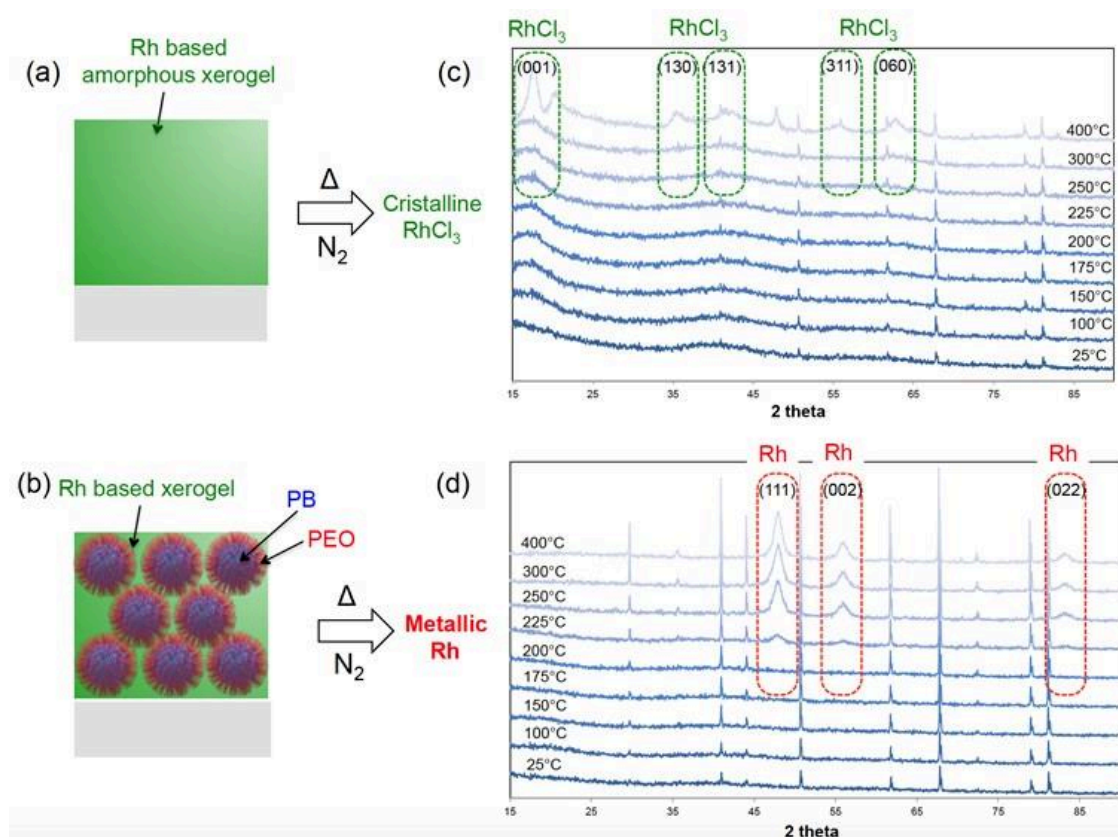 (a)
Rh based
amorphous xerogel
Δ
N2
Cristalline
RhCl3
(c)
RhCl3 RhCl3 RhCl3
(001) (130) (131) (311) (060)
400°C
300°C
250°C
225°C
200°C
175°C
150°C
100°C
25°C
15 25 35 45 55 65 75 85
2 theta
(b)
Rh based xerogel
PB
PEO
Δ
N2
Metallic
Rh
(d)
Rh Rh Rh
(111) (002) (022)
400°C
300°C
250°C
225°C
200°C
175°C
150°C
100°C
25°C
15 25 35 45 55 65 75 85
2 theta